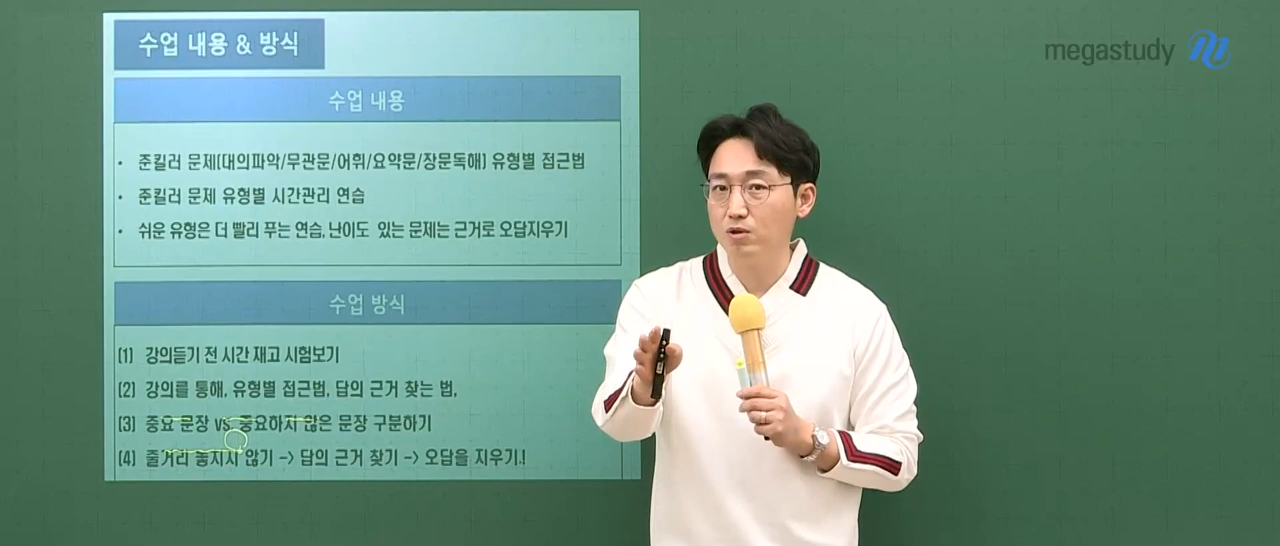 수업 내용 & 방식
megastudy
수업 내용
• 준킬러 문제(대의파악/무관문/어휘/요약문/장문독해) 유형별 접근법
• 준킬러 문제 유형별 시간관리 연습
• 쉬운 유형은 더 빨리 푸는 연습, 난이도 있는 문제는 근거로 오답지우기
수업 방식
(1) 강의듣기 전 시간 재고 시험보기
(2) 강의를 통해, 유형별 접근법, 답의 근거 찾는 법,
(3) 중요 문장 vs 중요하지 않은 문장 구분하기
(4) 줄거리 놓치지 않기 -> 답의 근거 찾기 -> 오답을 지우기.!